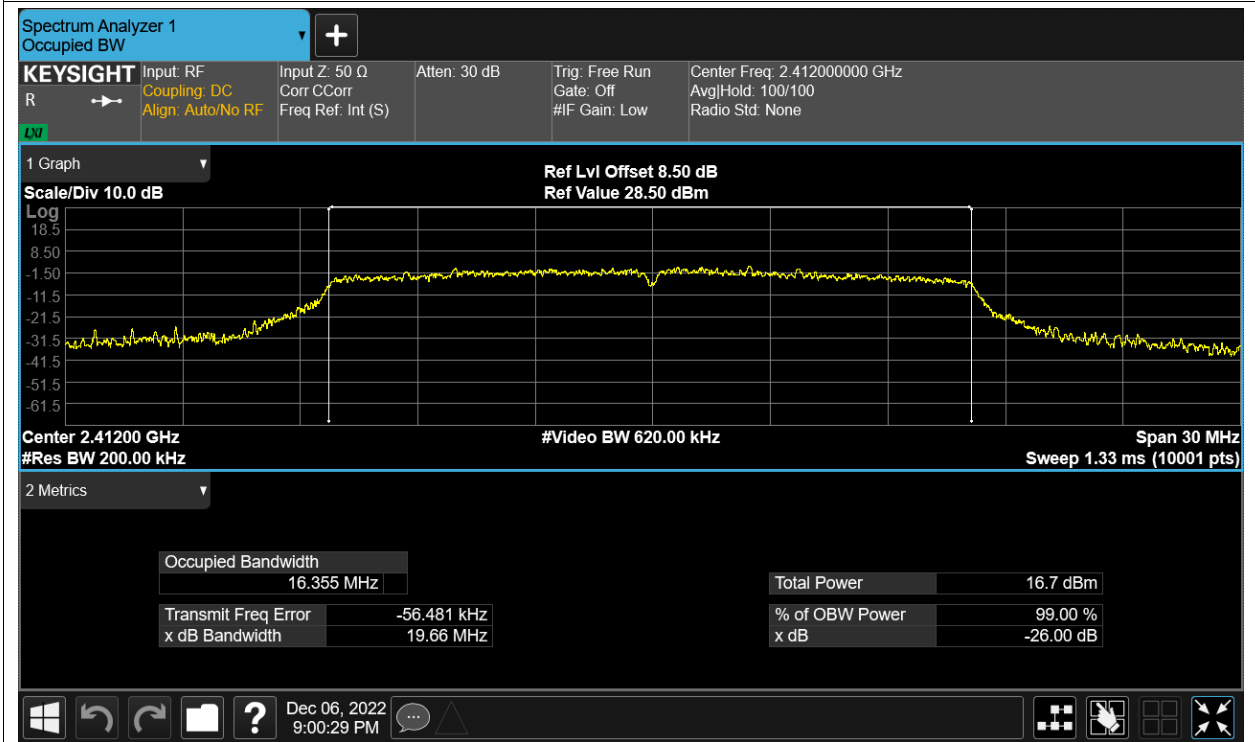 Spectrum Analyzer 1
Occupied BW
KEYSIGHT
R
LXI
Input: RF
Coupling: DC
Align: Auto/No RF
Input Z: 50 Ω
Corr CCorr
Freq Ref: Int (S)
Atten: 30 dB
Trig: Free Run
Gate: Off
#IF Gain: Low
Center Freq: 2.412000000 GHz
Avg|Hold: 100/100
Radio Std: None
1 Graph
Scale/Div 10.0 dB
Ref Lvl Offset 8.50 dB
Ref Value 28.50 dBm
Log
18.5
8.50
-1.50
-11.5
-21.5
-31.5
-41.5
-51.5
-61.5
Center 2.41200 GHz
#Video BW 620.00 kHz
Span 30 MHz
#Res BW 200.00 kHz
Sweep 1.33 ms (10001 pts)
2 Metrics
Occupied Bandwidth
16.355 MHz
Total Power 16.7 dBm
Transmit Freq Error -56.481 kHz
% of OBW Power 99.00 %
x dB Bandwidth 19.66 MHz
x dB -26.00 dB
?
Dec 06, 2022
9:00:29 PM